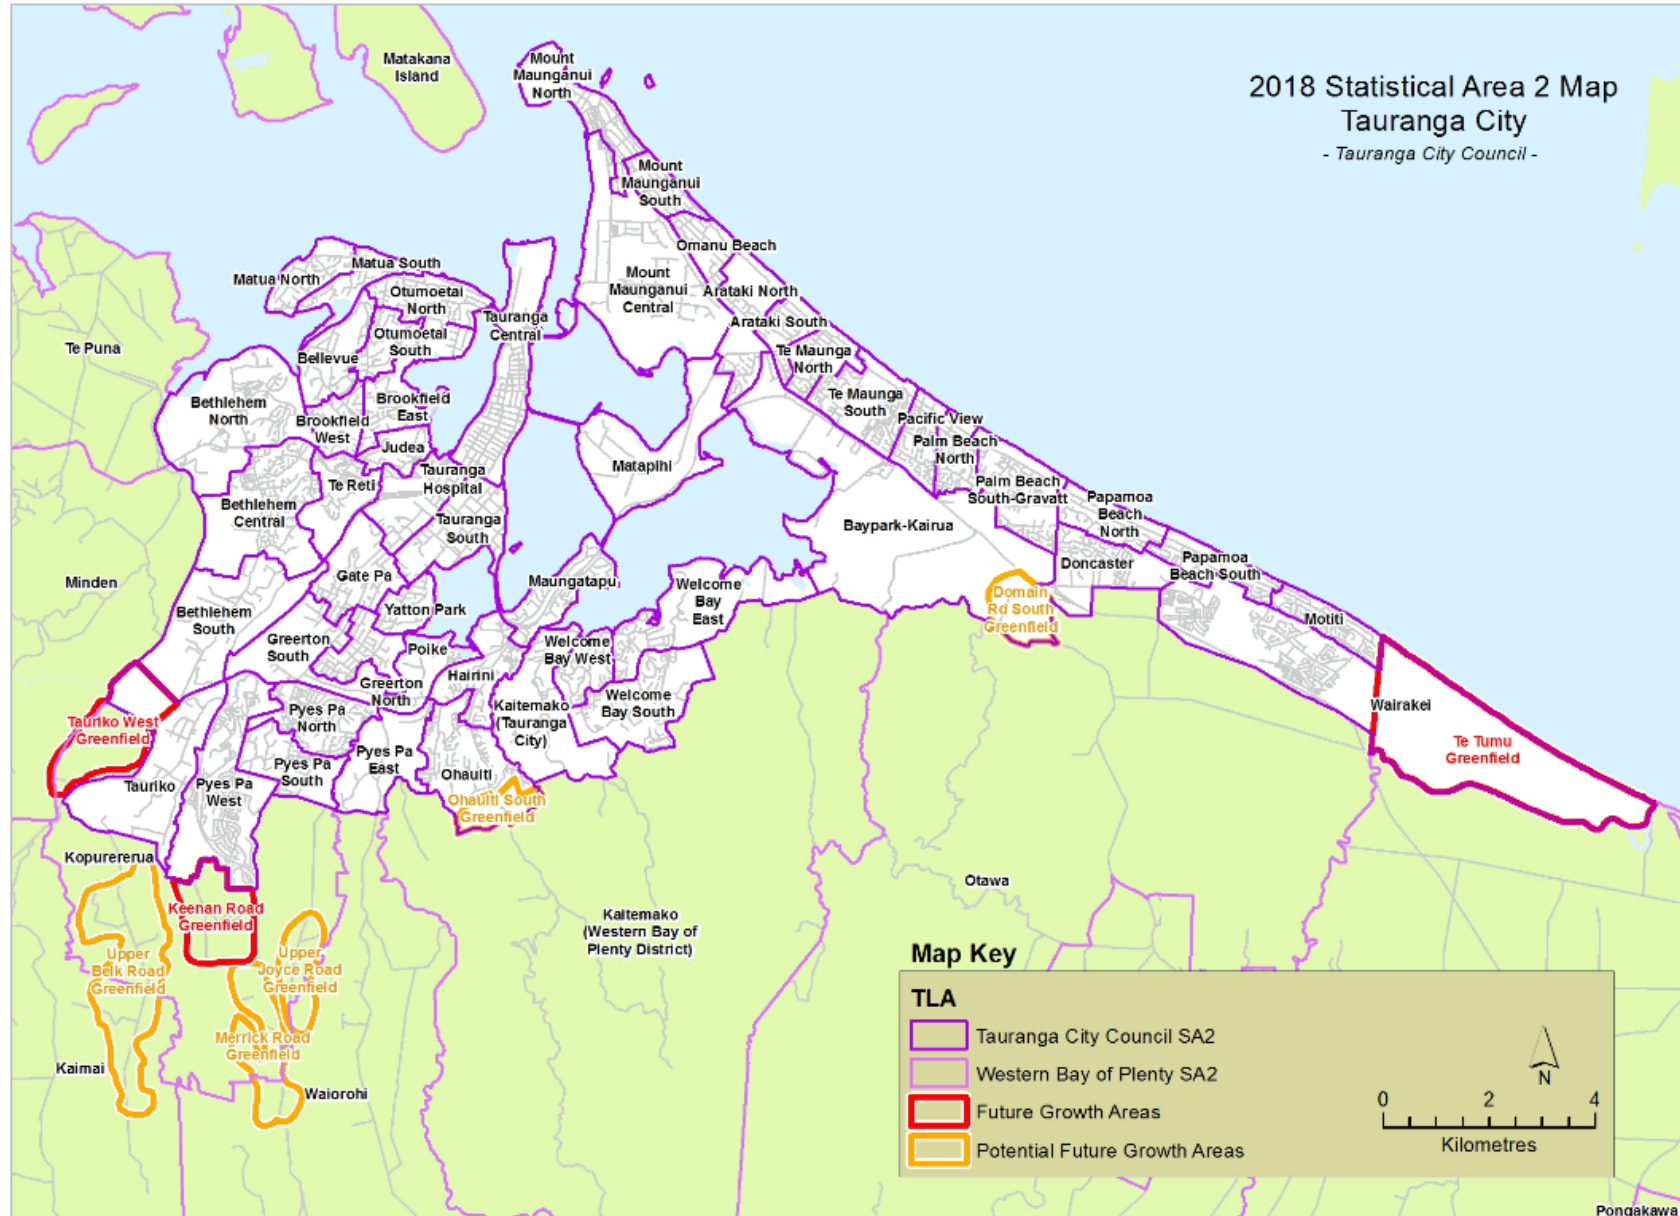 2018 Statistical Area 2 Map
Tauranga City
- Tauranga City Council -
Matakana
Island
Mount
Maunganui
North
Mount
Maunganui
South
Omanu Beach
Mount
Maunganui
Central
Arataki North
Arataki South
Matua North
Matua South
Otumoetai
North
Otumoetai
South
Tauranga
Central
Te Puna
Bellevue
Te Maunga
North
Te Maunga
South
Bethlehem
North
Brookfield
West
Brookfield
East
Judea
Pacific View
Palm Beach
North
Matapihi
Tauranga
Hospital
Te Reti
Palm Beach
South-Gravatt
Papamoa
Beach
North
Bethlehem
Central
Tauranga
South
Baypark-Kairua
Doncaster
Papamoa
Beach South
Minden
Gate Pa
Maungatapu
Welcome
Bay
East
Domain
Rd South
Greenfield
Yatton Park
Bethlehem
South
Motiti
Greerton
South
Poike
Welcome
Bay West
Hairini
Greerton
North
Welcome
Bay South
Kaitemako
(Tauranga
City)
Wairakei
Tauriko West
Greenfield
Pyes Pa
North
Te Tumu
Greenfield
Pyes Pa
East
Pyes Pa
South
Ohauiti
Tauriko
Pyes Pa
West
Ohauiti South
Greenfield
Kopurererua
Otawa
Keenan Road
Greenfield
Kaitemako
(Western Bay of
Plenty District)
Upper
Belk Road
Greenfield
Upper
Joyce Road
Greenfield
Merrick Road
Greenfield
Kaimai
Waiorohi
Map Key
TLA
Tauranga City Council SA2
Western Bay of Plenty SA2
Future Growth Areas
Potential Future Growth Areas
N
0 2 4
Kilometres
Pongakawa